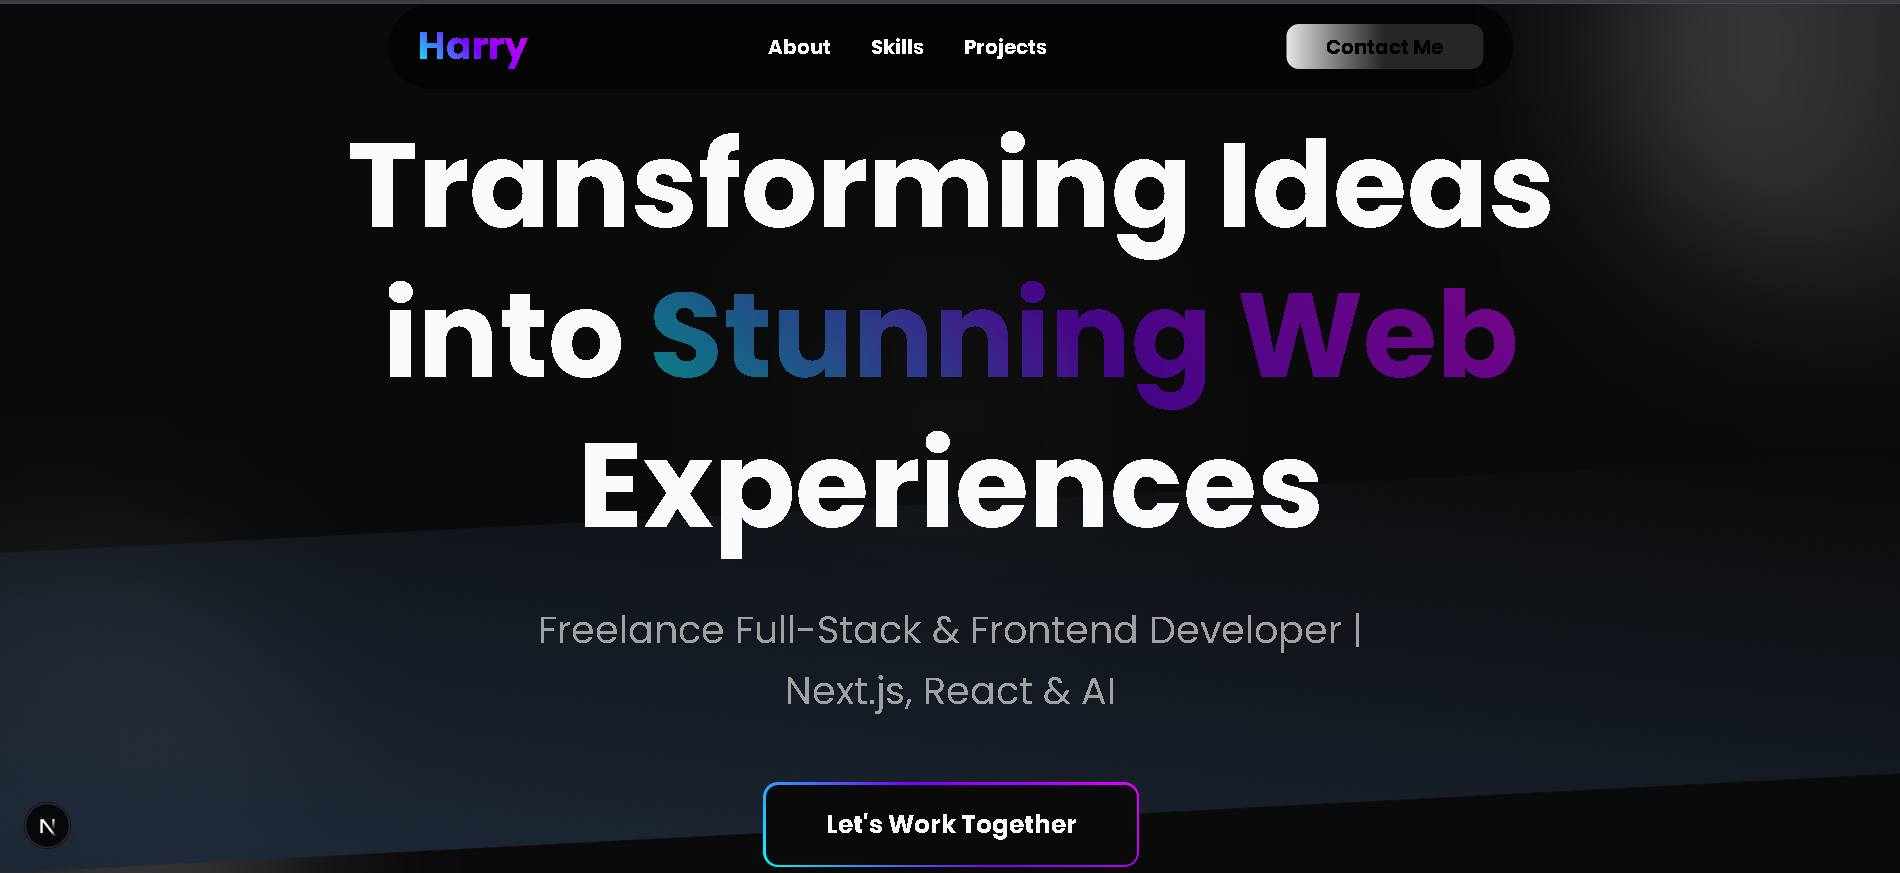 Harry
About
Skills
Projects
Contact Me
Transforming Ideas
into Stunning Web
Experiences
Freelance Full-Stack & Frontend Developer |
Next.js, React & AI
Let's Work Together
N